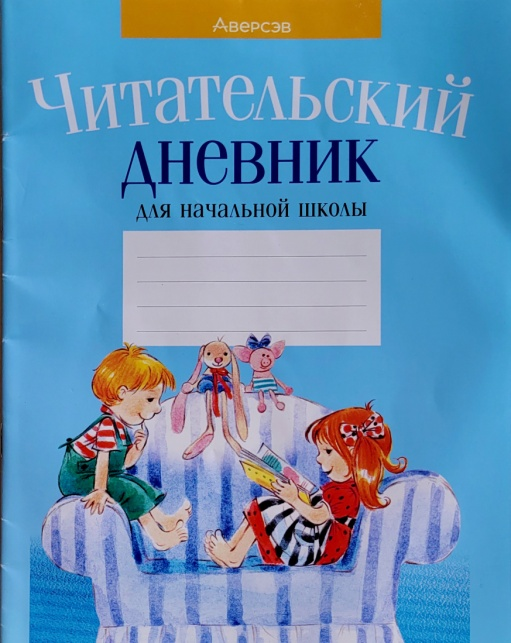 Аверсэв
Читательский
дневник
для начальной школы